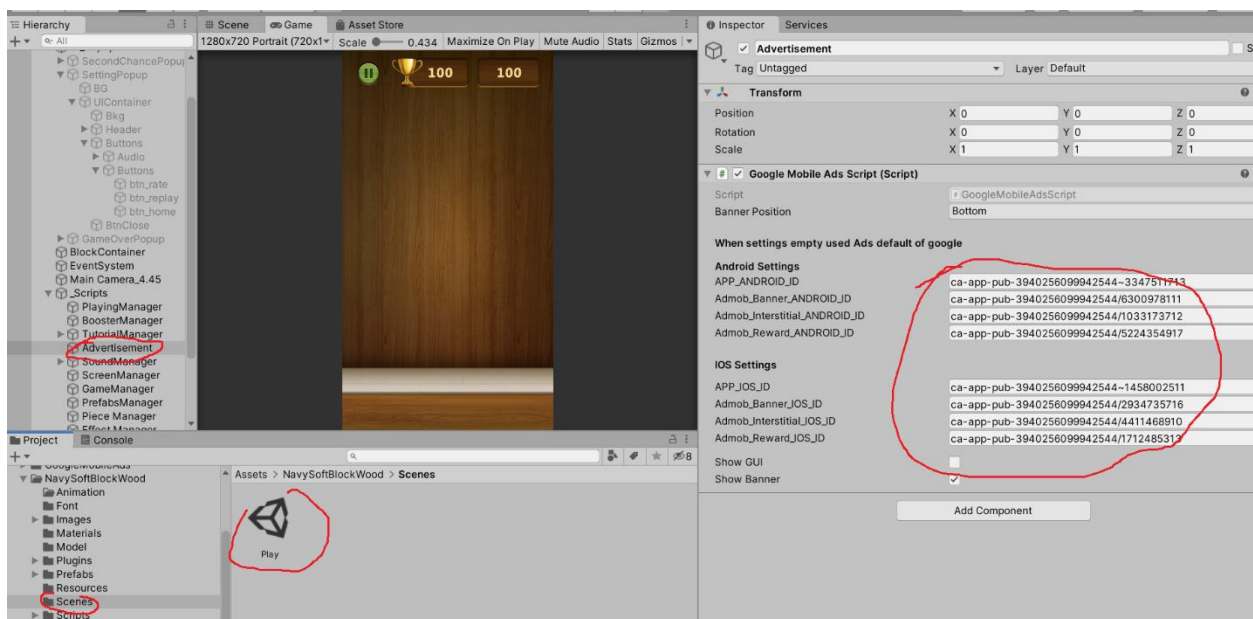 Hierarchy
All
SecondChancePopu
SettingPopup
BG
UIContainer
Bkg
Header
Buttons
Audio
Buttons
btn_rate
btn_replay
btn_home
BtnClose
GameOverPopup
BlockContainer
EventSystem
Main Camera_4.45
_Scripts
PlayingManager
BoosterManager
TutorialManager
Advertisement
SoundManager
ScreenManager
GameManager
PrefabsManager
Piece Manager
Effect Manager
Scene Game Asset Store
1280x720 Portrait (720x1 Scale 0.434 Maximize On Play Mute Audio Stats Gizmos
100 100
Inspector Services
Advertisement S
Tag Untagged Layer Default
Transform
Position X 0 Y 0 Z 0
Rotation X 0 Y 0 Z 0
Scale X 1 Y 1 Z 1
# Google Mobile Ads Script (Script)
Script # GoogleMobileAdsScript
Banner Position Bottom
When settings empty used Ads default of google
Android Settings
APP_ANDROID_ID ca-app-pub-3940256099942544~3347511713
Admob_Banner_ANDROID_ID ca-app-pub-3940256099942544/6300978111
Admob_Interstitial_ANDROID_ID ca-app-pub-3940256099942544/1033173712
Admob_Reward_ANDROID_ID ca-app-pub-3940256099942544/5224354917
IOS Settings
APP_IOS_ID ca-app-pub-3940256099942544~1458002511
Admob_Banner_IOS_ID ca-app-pub-3940256099942544/2934735716
Admob_Interstitial_IOS_ID ca-app-pub-3940256099942544/4411468910
Admob_Reward_IOS_ID ca-app-pub-3940256099942544/1712485313
Show GUI
Show Banner
Add Component
Project Console
8
GoogleMobileAds
NavySoftBlockWood
Animation
Font
Images
Materials
Model
Plugins
Prefabs
Resources
Scenes
Scripts
Assets > NavySoftBlockWood > Scenes
Play